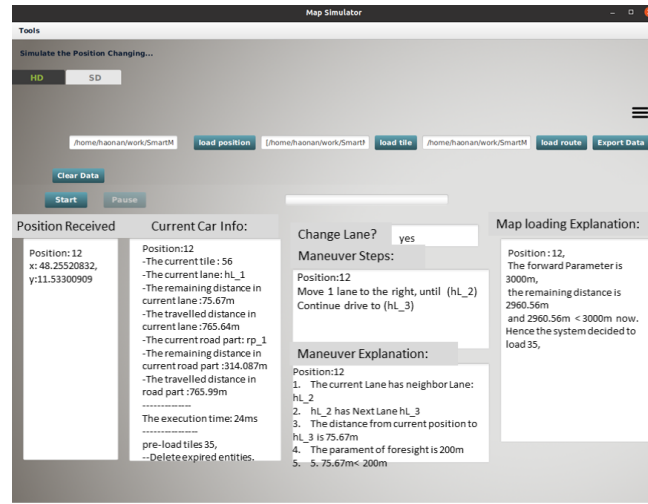 Map Simulator
Tools
Simulate the Position Changing...
HD
SD
/home/haonan/work/SmartM
load position
[/home/haonan/work/SmartM
load tile
/home/haonan/work/SmartM
load route
Export Data
Clear Data
Start
Pause
Position Received
Position: 12
x: 48.25520832,
y:11.53300909
Current Car Info:
Position:12
-The current tile : 56
-The current lane: hL_1
-The remaining distance in
current lane :75.67m
-The travelled distance in
current lane :765.64m
-The current road part: rp_1
-The remaining distance in
current road part :314.087m
-The travelled distance in
road part :765.99m
---------------
The execution time: 24ms
---------------
pre-load tiles 35,
--Delete expired entities,
Change Lane?
yes
Maneuver Steps:
Position:12
Move 1 lane to the right, until (hL_2)
Continue drive to (hL_3)
Maneuver Explanation:
Position:12
1. The current Lane has neighbor Lane:
hL_2
2. hL_2 has Next Lane hL_3
3. The distance from current position to
hL_3 is 75.67m
4. The parament of foresight is 200m
5. 5. 75.67m< 200m
Map loading Explanation:
Position : 12,
The forward Parameter is
3000m,
the remaining distance is
2960.56m
and 2960.56m < 3000m now.
Hence the system decided to
load 35,